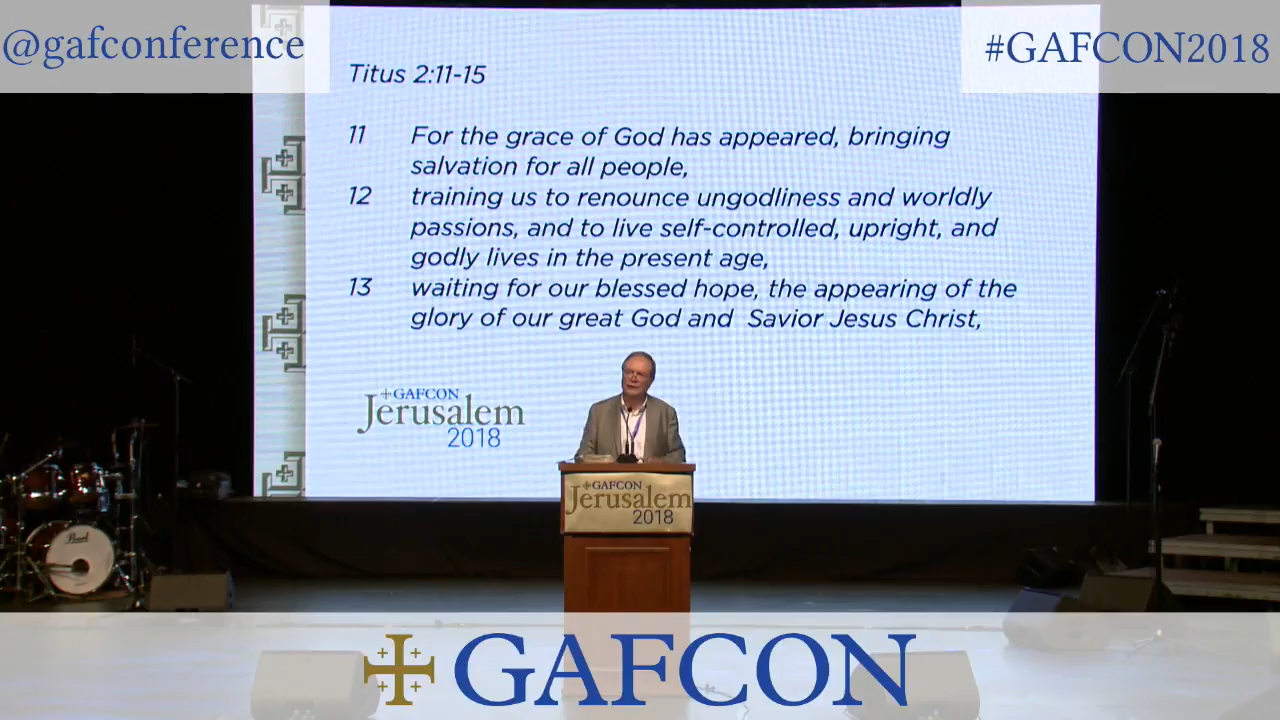 @gafconference
#GAFCON2018
Titus 2:11-15
11 For the grace of God has appeared, bringing
salvation for all people,
12 training us to renounce ungodliness and worldly
passions, and to live self-controlled, upright, and
godly lives in the present age,
13 waiting for our blessed hope, the appearing of the
glory of our great God and Savior Jesus Christ,
GAFCON
Jerusalem
2018
GAFCON
Jerusalem
2018
Pearl
GAFCON